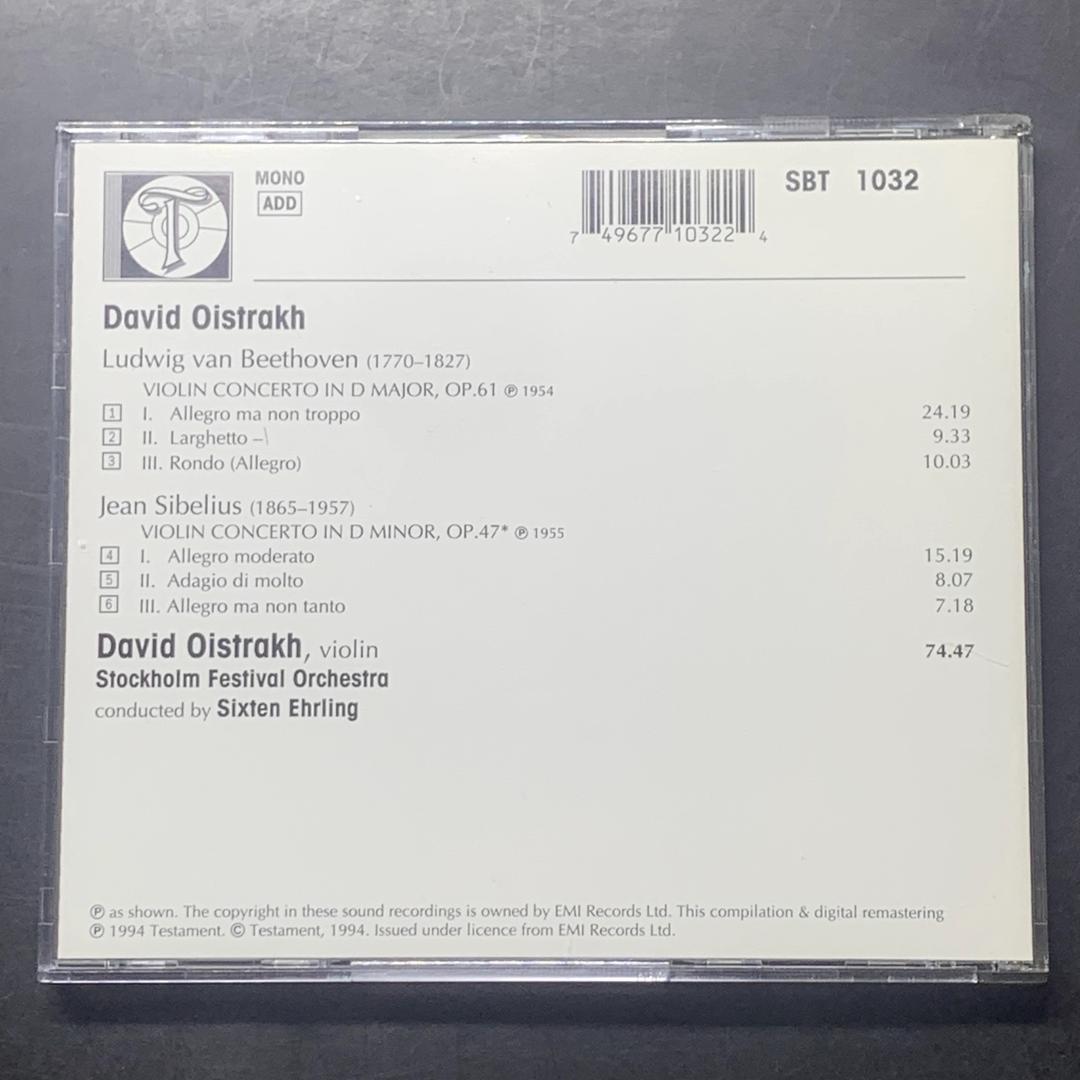 T
MONO
ADD
7 49677 10322 4
SBT 1032
David Oistrakh
Ludwig van Beethoven (1770–1827)
VIOLIN CONCERTO IN D MAJOR, OP.61 ℗ 1954
1 I. Allegro ma non troppo 24.19
2 II. Larghetto – 9.33
3 III. Rondo (Allegro) 10.03
Jean Sibelius (1865–1957)
VIOLIN CONCERTO IN D MINOR, OP.47* ℗ 1955
4 I. Allegro moderato 15.19
5 II. Adagio di molto 8.07
6 III. Allegro ma non tanto 7.18
David Oistrakh, violin 74.47
Stockholm Festival Orchestra
conducted by Sixten Ehrling
℗ as shown. The copyright in these sound recordings is owned by EMI Records Ltd. This compilation & digital remastering
℗ 1994 Testament. © Testament, 1994. Issued under licence from EMI Records Ltd.